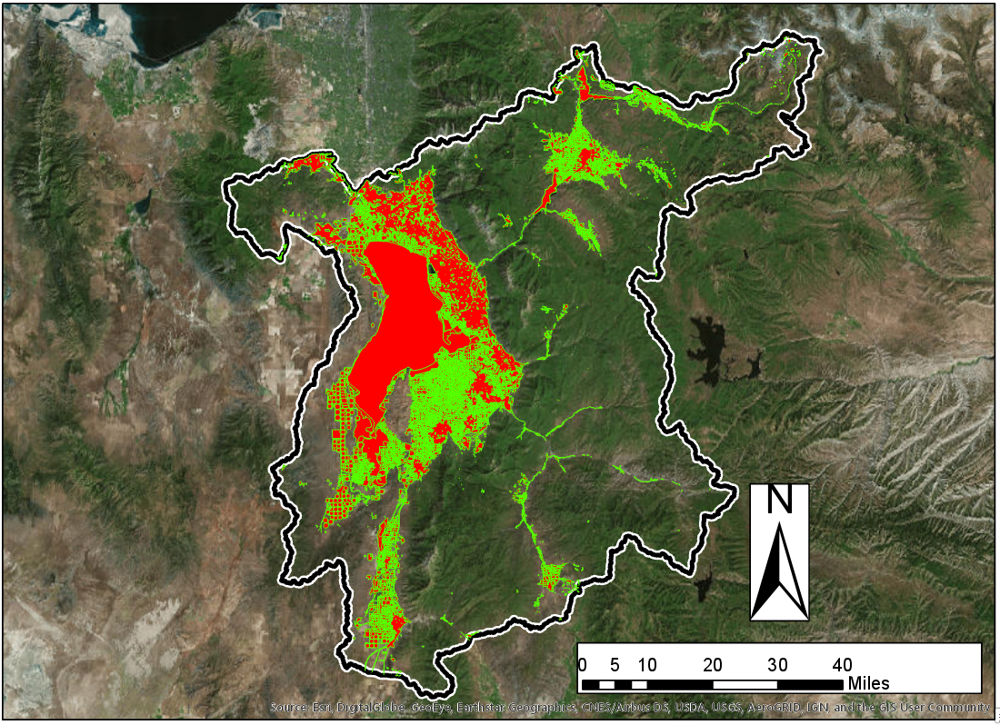 N
0 5 10 20 30 40
Miles
Source: Esri, DigitalGlobe, GeoEye, Earthstar Geographics, CNES/Airbus DS, USDA, USGS, AeroGRID, IGN, and the GIS User Community